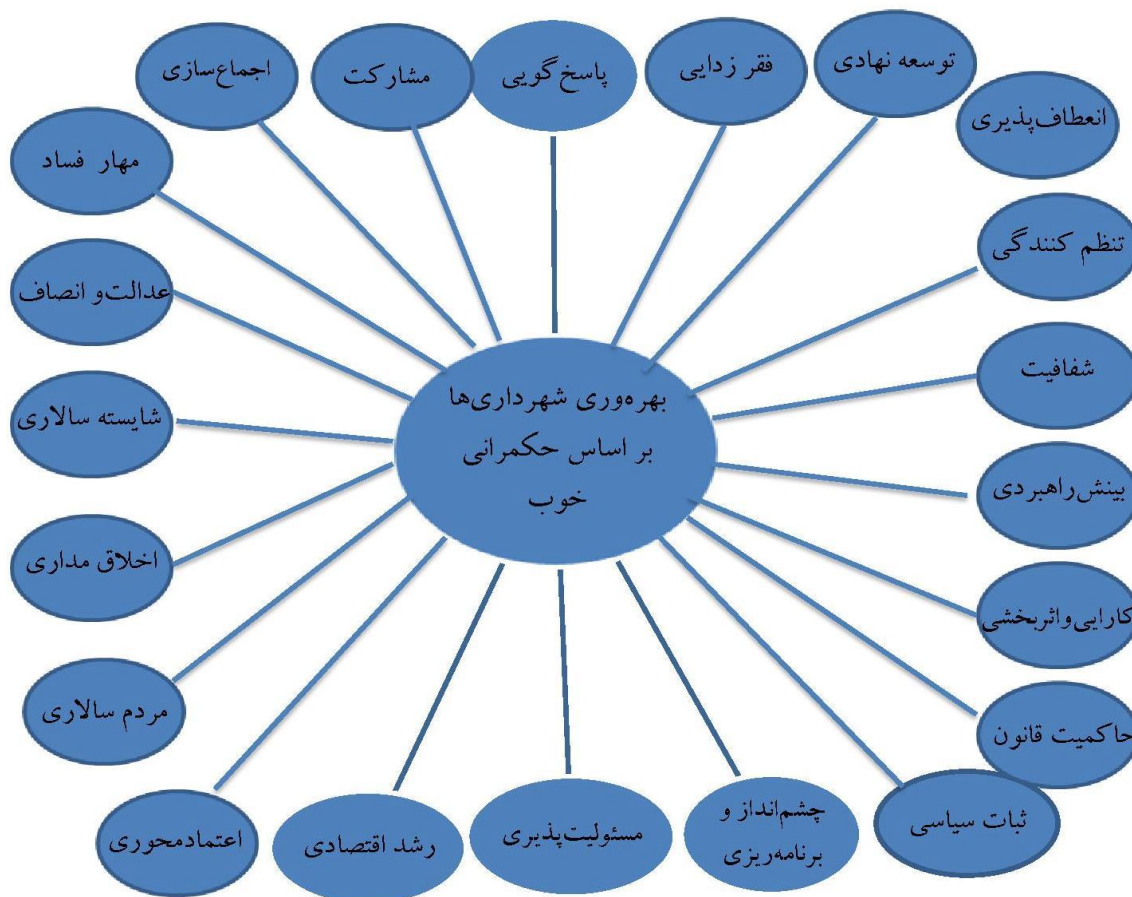 توسعه نهادی
فقر زدایی
پاسخ‌گویی
مشارکت
اجماع‌سازی
انعطاف‌پذیری
مهار فساد
تنظم کنندگی
عدالت و انصاف
شفافیت
شایسته سالاری
بهره‌وری شهرداری‌ها
بر اساس حکمرانی
خوب
بینش راهبردی
اخلاق مداری
کارایی و اثربخشی
مردم سالاری
حاکمیت قانون
ثبات سیاسی
چشم‌انداز و
برنامه‌ریزی
مسئولیت‌پذیری
رشد اقتصادی
اعتمادمحوری